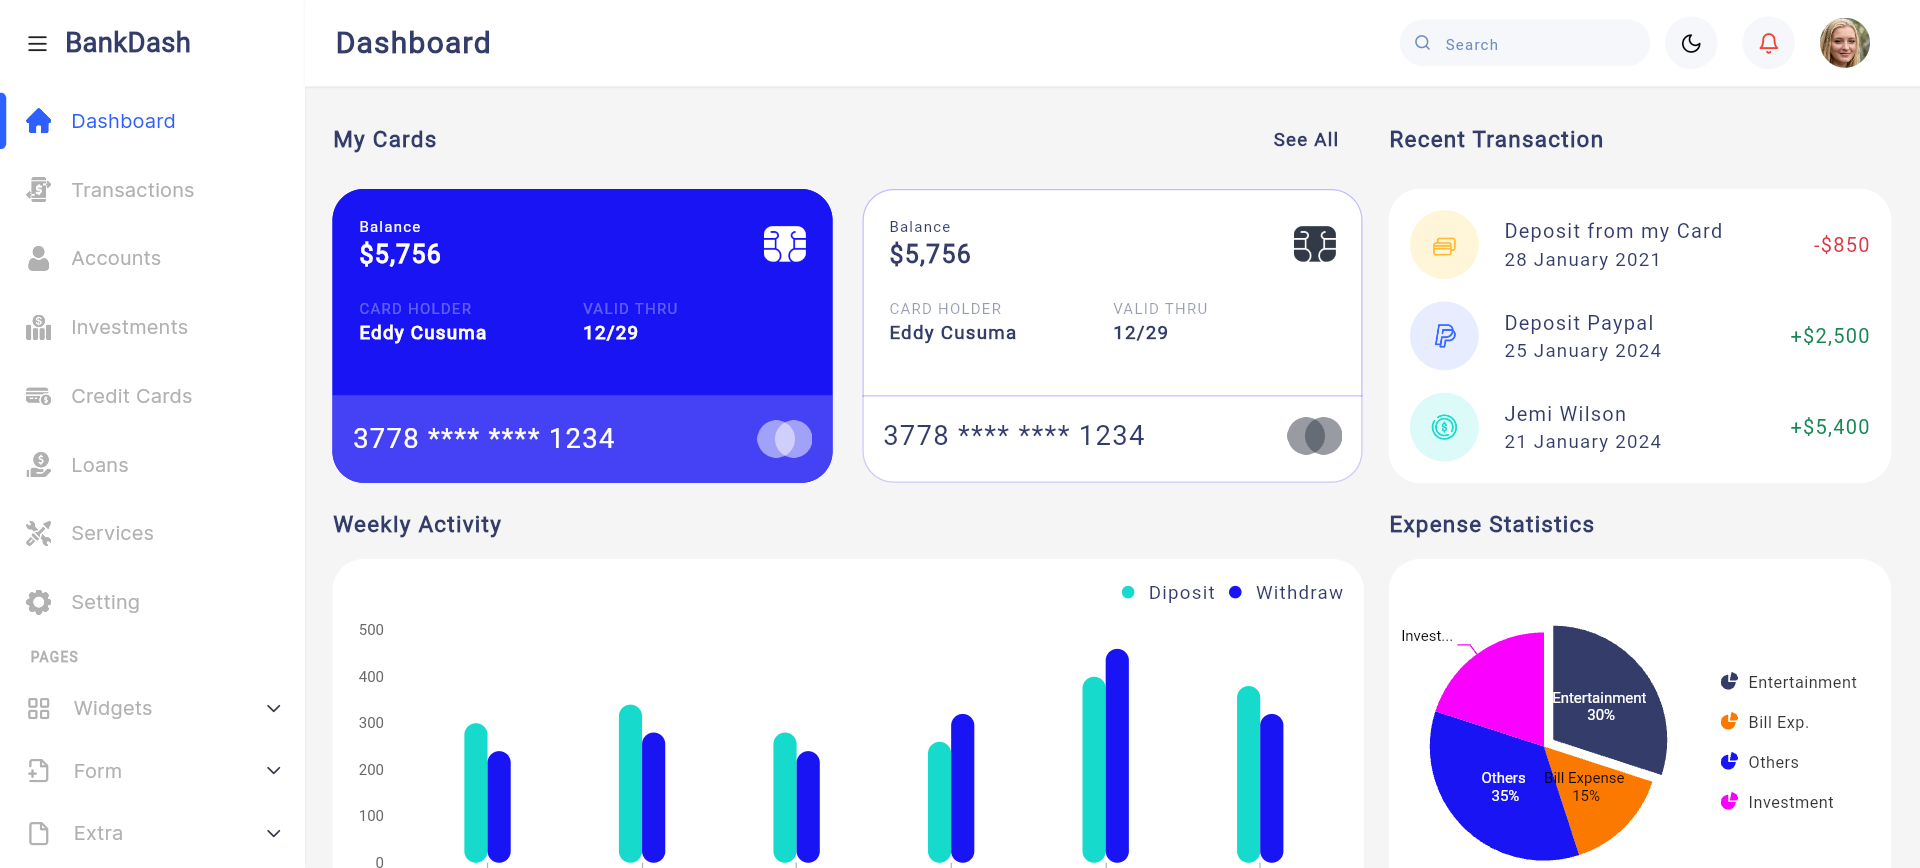 BankDash
Dashboard
Search
Dashboard
Transactions
Accounts
Investments
Credit Cards
Loans
Services
Setting
PAGES
Widgets
Form
Extra
My Cards
See All
Balance
$5,756
CARD HOLDER VALID THRU
Eddy Cusuma 12/29
3778 **** **** 1234
Balance
$5,756
CARD HOLDER VALID THRU
Eddy Cusuma 12/29
3778 **** **** 1234
Recent Transaction
Deposit from my Card
28 January 2021
-$850
Deposit Paypal
25 January 2024
+$2,500
Jemi Wilson
21 January 2024
+$5,400
Weekly Activity
Diposit Withdraw
500
400
300
200
100
0
Expense Statistics
Invest...
Entertainment
30%
Others
35%
Bill Expense
15%
Entertainment
Bill Exp.
Others
Investment